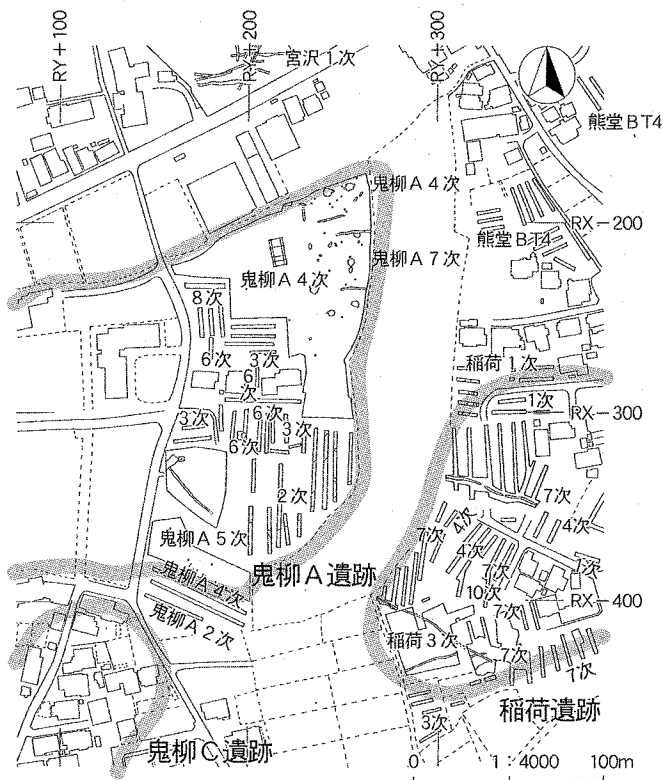 RY+100
RY+200
RY+300
宮沢1次
熊堂BT4
鬼柳A4次
RX-200
熊堂BT4
鬼柳A7次
鬼柳A4次
8次
6次
3次
6次
稲荷1次
3次
6次
3次
6次
1次
RX-300
2次
7次
鬼柳A5次
7次
4次
4次
4次
鬼柳A遺跡
7次
1次
鬼柳A4次
10次
RX-400
鬼柳A2次
7次
稲荷3次
7次
7次
3次
稲荷遺跡
鬼柳C遺跡
0
1:4000
100m